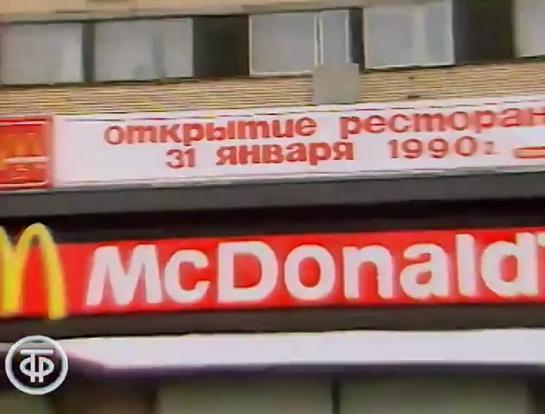 открытие ресторан
31 января 1990г.
McDonald'